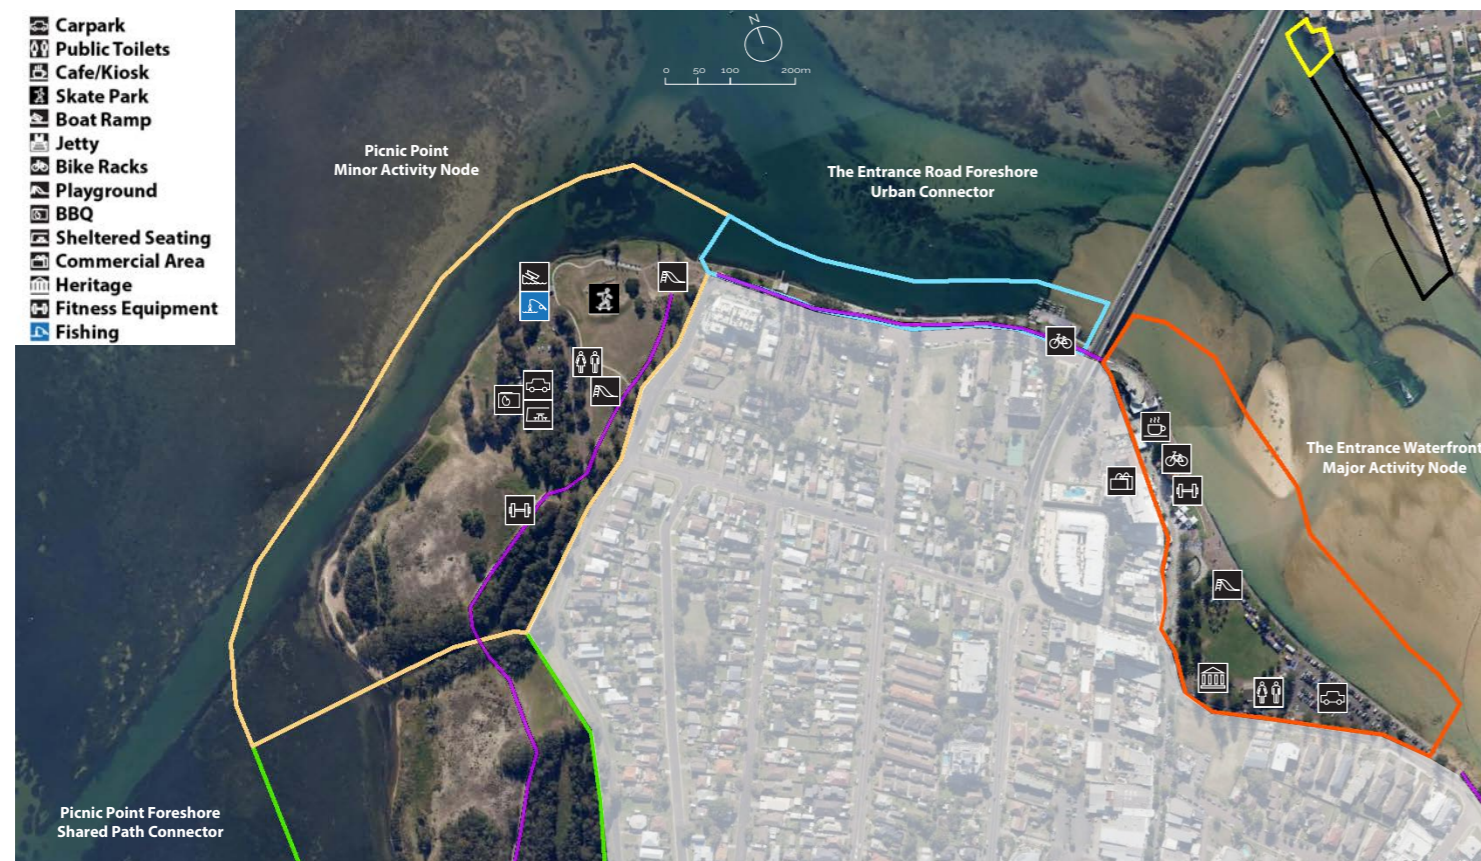 Carpark
Public Toilets
Cafe/Kiosk
Skate Park
Boat Ramp
Jetty
Bike Racks
Playground
BBQ
Sheltered Seating
Commercial Area
Heritage
Fitness Equipment
Fishing
N
0 50 100 200m
Picnic Point
Minor Activity Node
The Entrance Road Foreshore
Urban Connector
The Entrance Waterfront
Major Activity Node
Picnic Point Foreshore
Shared Path Connector